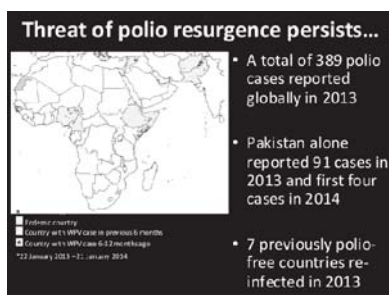 Threat of polio resurgence persists...
• A total of 389 polio
cases reported
globally in 2013
• Pakistan alone
reported 91 cases in
2013 and first four
cases in 2014
• 7 previously polio-
free countries re-
infected in 2013
Endemic country
Country with WPV case in previous 6 months
Country with WPV case 6-12 months ago
*22 January 2013 – 21 January 2014